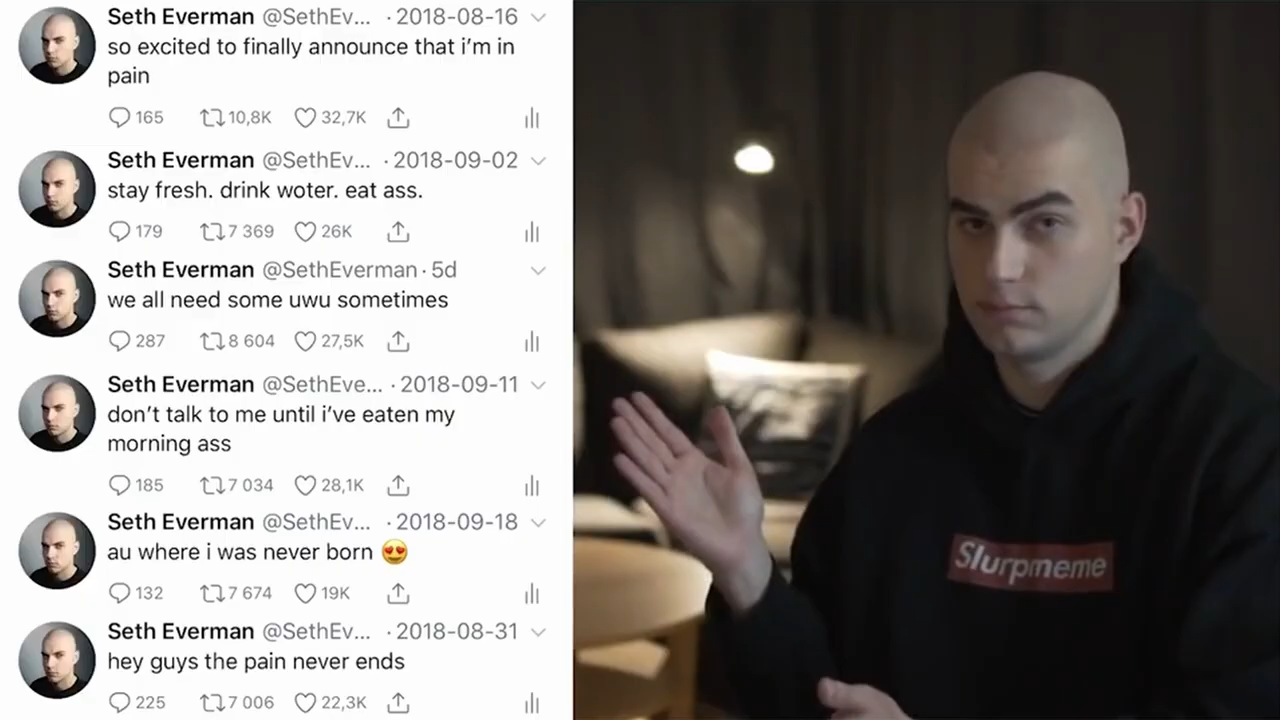 Seth Everman @SethEv... · 2018-08-16
so excited to finally announce that i’m in
pain
165 10,8K 32,7K
Seth Everman @SethEv... · 2018-09-02
stay fresh. drink woter. eat ass.
179 7 369 26K
Seth Everman @SethEverman · 5d
we all need some uwu sometimes
287 8 604 27,5K
Seth Everman @SethEve... · 2018-09-11
don’t talk to me until i’ve eaten my
morning ass
185 7 034 28,1K
Seth Everman @SethEv... · 2018-09-18
au where i was never born 😍
132 7 674 19K
Seth Everman @SethEv... · 2018-08-31
hey guys the pain never ends
225 7 006 22,3K
Slurpmeme